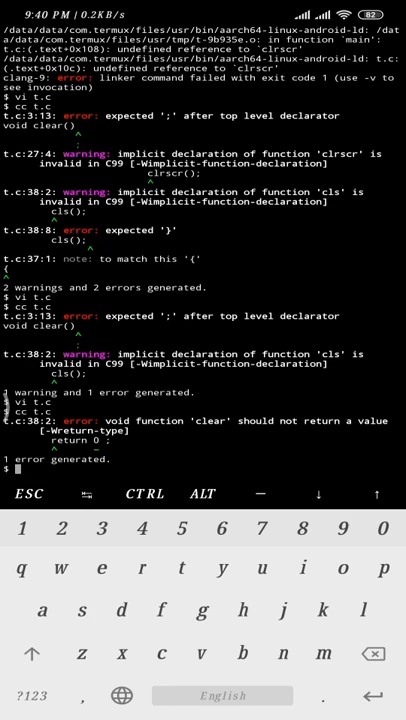 9:40 PM | 0.2KB/s 82
/data/data/com.termux/files/usr/bin/aarch64-linux-android-ld: /dat
a/data/com.termux/files/usr/tmp/t-9b935e.o: in function `main':
t.c:(.text+0x108): undefined reference to `clrscr'
/data/data/com.termux/files/usr/bin/aarch64-linux-android-ld: t.c:
(.text+0x10c): undefined reference to `clrscr'
clang-9: error: linker command failed with exit code 1 (use -v to
see invocation)
$ vi t.c
$ cc t.c
t.c:3:13: error: expected ';' after top level declarator
void clear()
^
;
t.c:27:4: warning: implicit declaration of function 'clrscr' is
invalid in C99 [-Wimplicit-function-declaration]
clrscr();
^
t.c:38:2: warning: implicit declaration of function 'cls' is
invalid in C99 [-Wimplicit-function-declaration]
cls();
^
t.c:38:8: error: expected '}'
cls();
^
t.c:37:1: note: to match this '{'
{
^
2 warnings and 2 errors generated.
$ vi t.c
$ cc t.c
t.c:3:13: error: expected ';' after top level declarator
void clear()
^
;
t.c:38:2: warning: implicit declaration of function 'cls' is
invalid in C99 [-Wimplicit-function-declaration]
cls();
^
1 warning and 1 error generated.
$ vi t.c
$ cc t.c
t.c:38:2: error: void function 'clear' should not return a value
[-Wreturn-type]
return 0 ;
^ ~
1 error generated.
$
ESC ↹ CTRL ALT — ↓ ↑
1 2 3 4 5 6 7 8 9 0
q w e r t y u i o p
a s d f g h j k l
z x c v b n m
?123 , English .